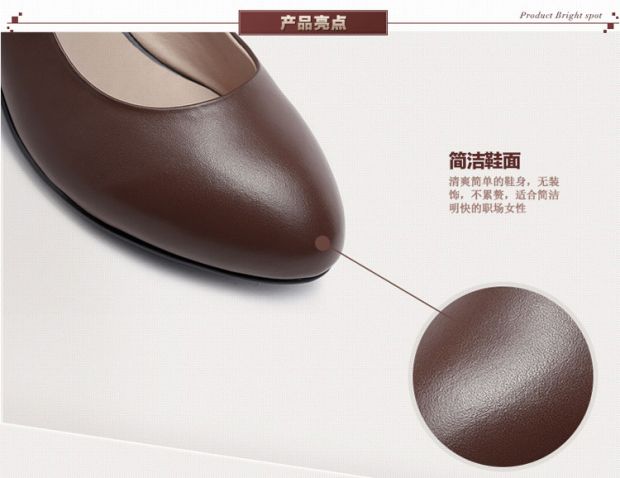 产品亮点
Product Bright spot
简洁鞋面
清爽简单的鞋身，无装
饰，不累赘，适合简洁
明快的职场女性